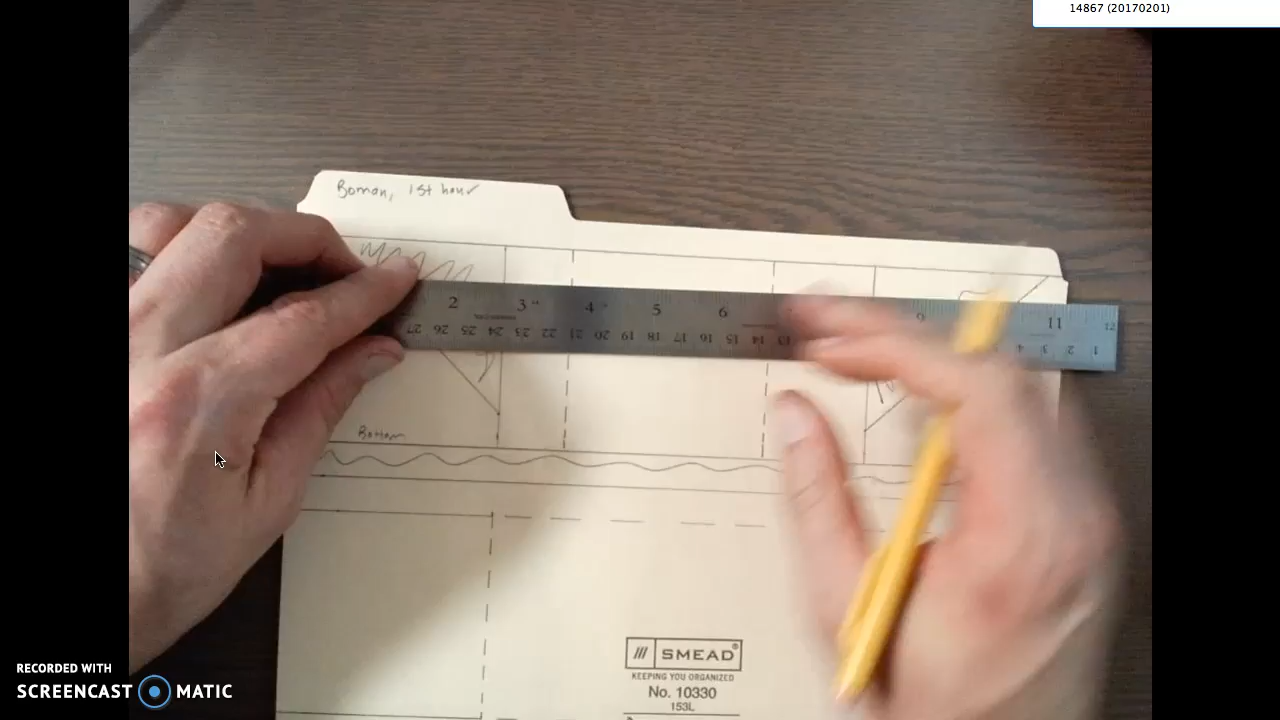 14867 (20170201)
Boman, 1st hour
2 3 4 5 6 9 11 12
27 26 25 24 23 22 21 20 19 18 17 16 15 14 13 4 3 2 1
Bottom
SMEAD
KEEPING YOU ORGANIZED
No. 10330
153L
RECORDED WITH
SCREENCAST MATIC